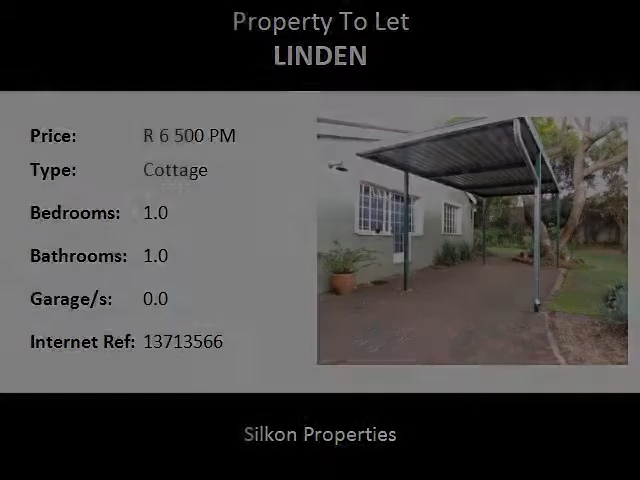 Property To Let
LINDEN
Price: R 6 500 PM
Type: Cottage
Bedrooms: 1.0
Bathrooms: 1.0
Garage/s: 0.0
Internet Ref: 13713566
Silkon Properties